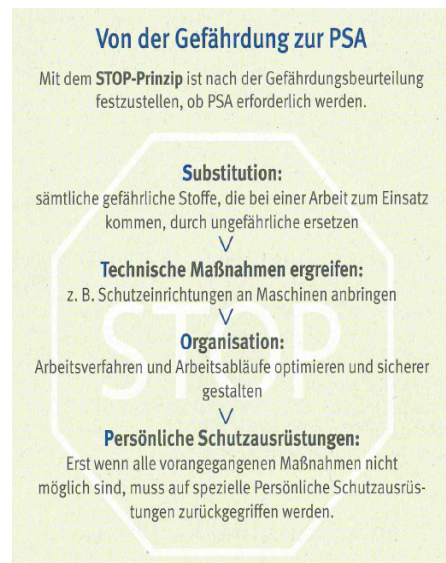 Von der Gefährdung zur PSA
Mit dem STOP-Prinzip ist nach der Gefährdungsbeurteilung
festzustellen, ob PSA erforderlich werden.
Substitution:
sämtliche gefährliche Stoffe, die bei einer Arbeit zum Einsatz
kommen, durch ungefährliche ersetzen
Technische Maßnahmen ergreifen:
z. B. Schutzeinrichtungen an Maschinen anbringen
STOP
Organisation:
Arbeitsverfahren und Arbeitsabläufe optimieren und sicherer
gestalten
Persönliche Schutzausrüstungen:
Erst wenn alle vorangegangenen Maßnahmen nicht
möglich sind, muss auf spezielle Persönliche Schutzausrüs-
tungen zurückgegriffen werden.